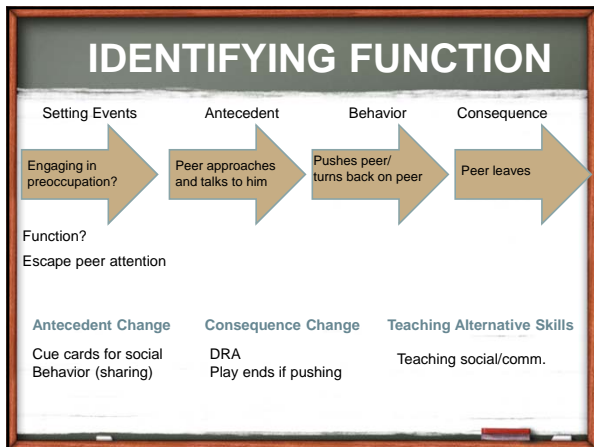 IDENTIFYING FUNCTION
Setting Events
Antecedent
Behavior
Consequence
Engaging in
preoccupation?
Peer approaches
and talks to him
Pushes peer/
turns back on peer
Peer leaves
Function?
Escape peer attention
Antecedent Change
Cue cards for social
Behavior (sharing)
Consequence Change
DRA
Play ends if pushing
Teaching Alternative Skills
Teaching social/comm.